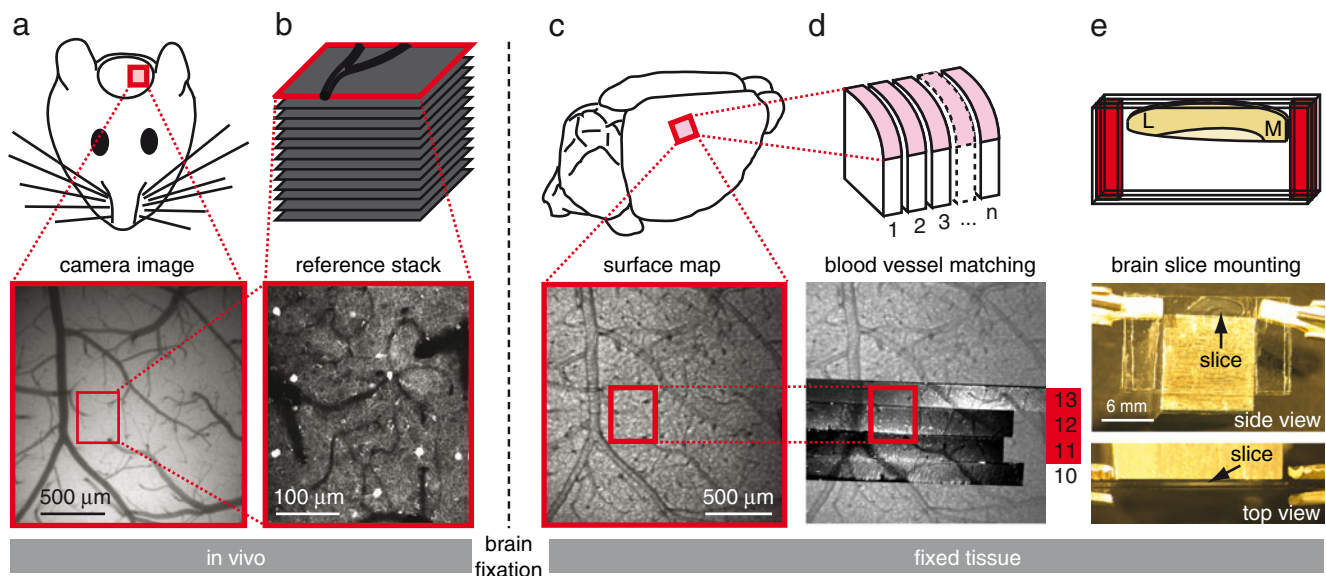 a
b
c
d
e
L
M
1
2
3
...
n
camera image
reference stack
surface map
blood vessel matching
brain slice mounting
500 μm
100 μm
500 μm
13
12
11
10
slice
6 mm
side view
slice
top view
in vivo
brain
fixation
fixed tissue